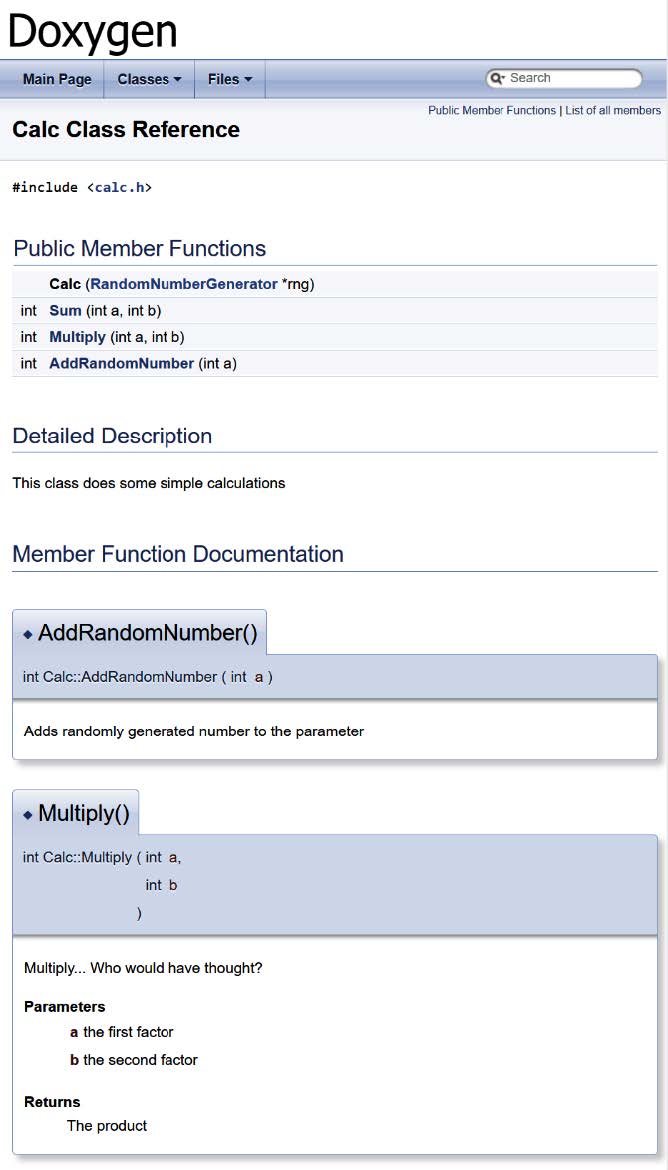 Doxygen
Main Page Classes Files Search
Public Member Functions | List of all members
Calc Class Reference
#include <calc.h>
Public Member Functions
Calc (RandomNumberGenerator *rng)
int Sum (int a, int b)
int Multiply (int a, int b)
int AddRandomNumber (int a)
Detailed Description
This class does some simple calculations
Member Function Documentation
◆ AddRandomNumber()
int Calc::AddRandomNumber ( int a )
Adds randomly generated number to the parameter
◆ Multiply()
int Calc::Multiply ( int a,
int b
)
Multiply... Who would have thought?
Parameters
a the first factor
b the second factor
Returns
The product